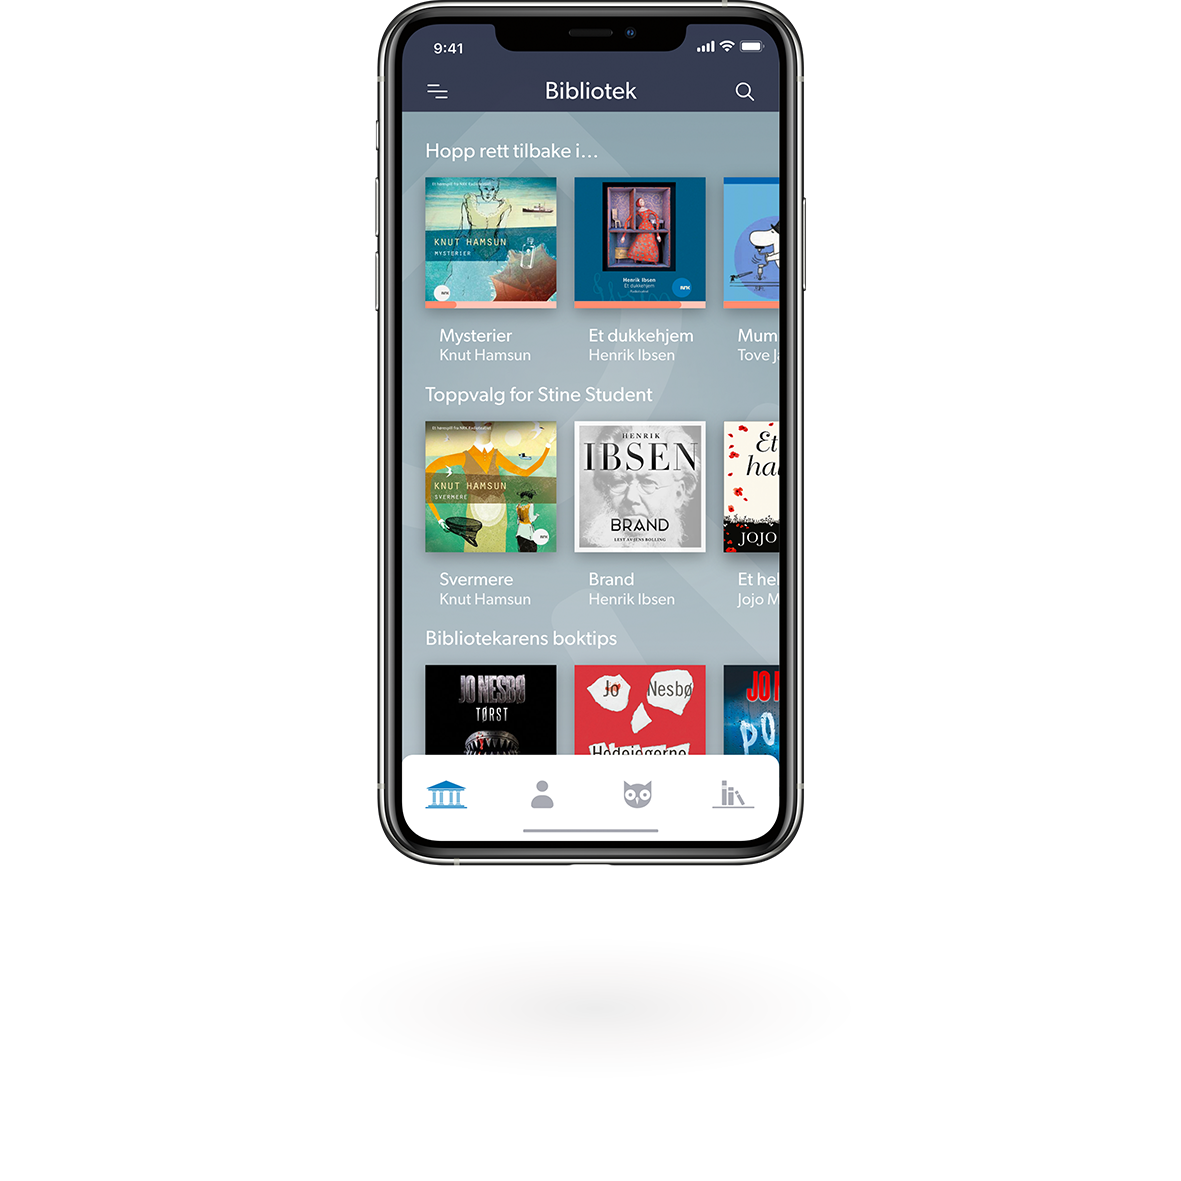 9:41
Bibliotek
Hopp rett tilbake i...
Et hørespill fra NRK Radioteatret
KNUT HAMSUN
MYSTERIER
NRK
Henrik Ibsen
Et dukkehjem
NRK
Mysterier
Knut Hamsun
Et dukkehjem
Henrik Ibsen
Mum
Tove Ja
Toppvalg for Stine Student
Et hørespill fra NRK Radioteatret
KNUT HAMSUN
SVERMERE
NRK
HENRIK
IBSEN
BRAND
LEST AV JENS BOLLING
Et
hal
JOJO
Svermere
Knut Hamsun
Brand
Henrik Ibsen
Et hel
Jojo M
Bibliotekarens boktips
JO NESBØ
TØRST
Jo Nesbø
Hodejegerne
JO
PO